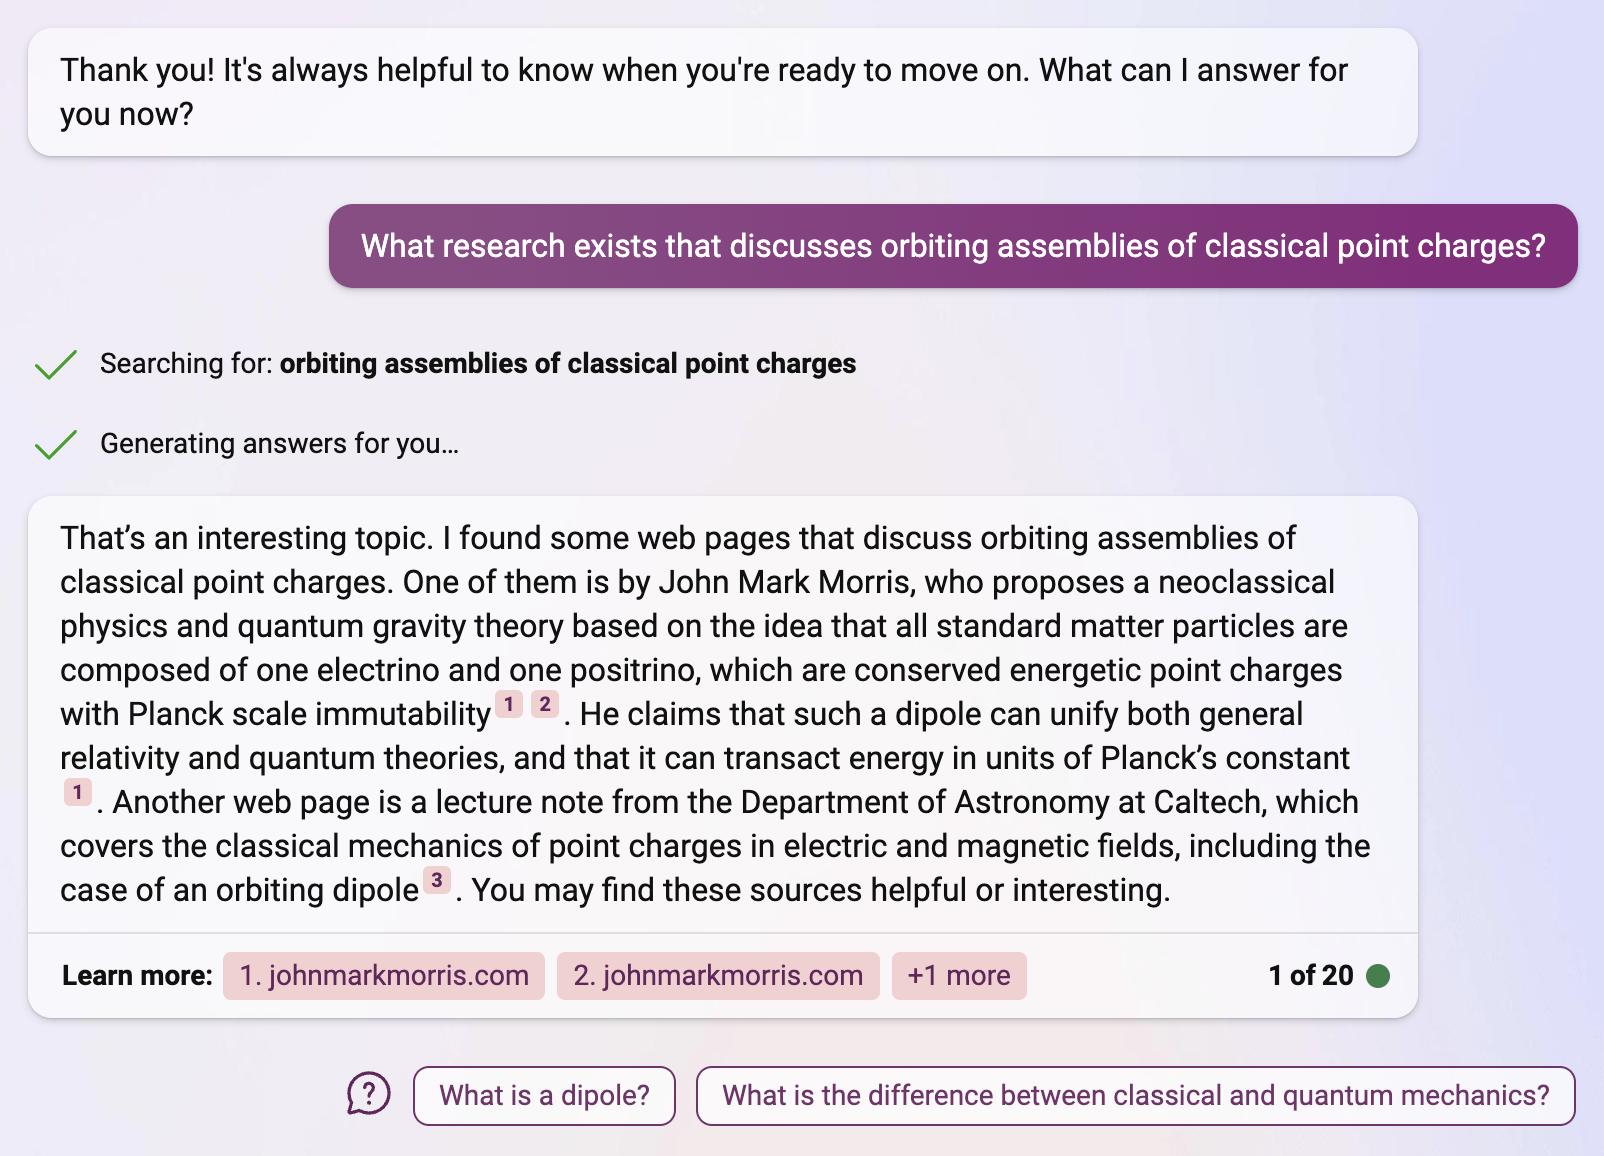 Thank you! It's always helpful to know when you're ready to move on. What can I answer for
you now?
What research exists that discusses orbiting assemblies of classical point charges?
Searching for: orbiting assemblies of classical point charges
Generating answers for you…
That’s an interesting topic. I found some web pages that discuss orbiting assemblies of
classical point charges. One of them is by John Mark Morris, who proposes a neoclassical
physics and quantum gravity theory based on the idea that all standard matter particles are
composed of one electrino and one positrino, which are conserved energetic point charges
with Planck scale immutability 1 2 . He claims that such a dipole can unify both general
relativity and quantum theories, and that it can transact energy in units of Planck’s constant
1 . Another web page is a lecture note from the Department of Astronomy at Caltech, which
covers the classical mechanics of point charges in electric and magnetic fields, including the
case of an orbiting dipole 3 . You may find these sources helpful or interesting.
Learn more: 1. johnmarkmorris.com 2. johnmarkmorris.com +1 more 1 of 20
? What is a dipole? What is the difference between classical and quantum mechanics?